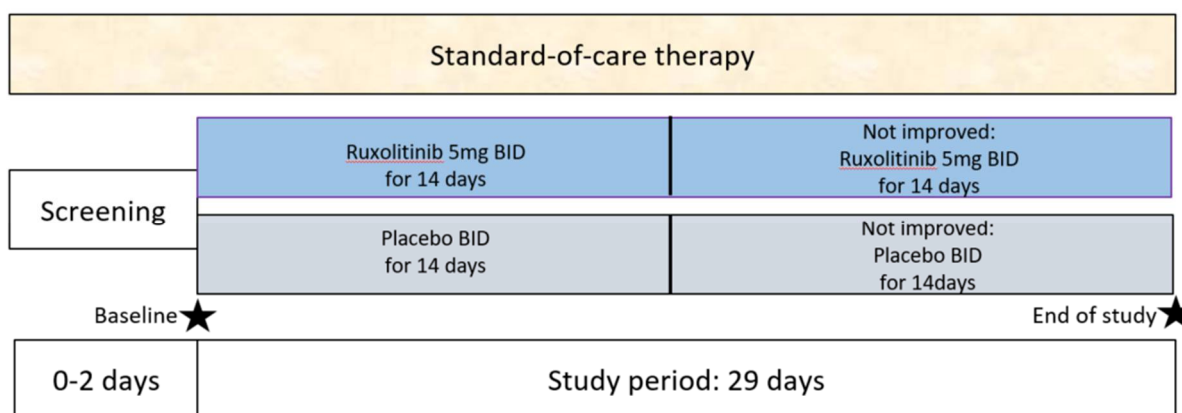 Standard-of-care therapy
Ruxolitinib 5mg BID
for 14 days
Not improved:
Ruxolitinib 5mg BID
for 14 days
Screening
Placebo BID
for 14 days
Not improved:
Placebo BID
for 14days
Baseline
End of study
0-2 days
Study period: 29 days